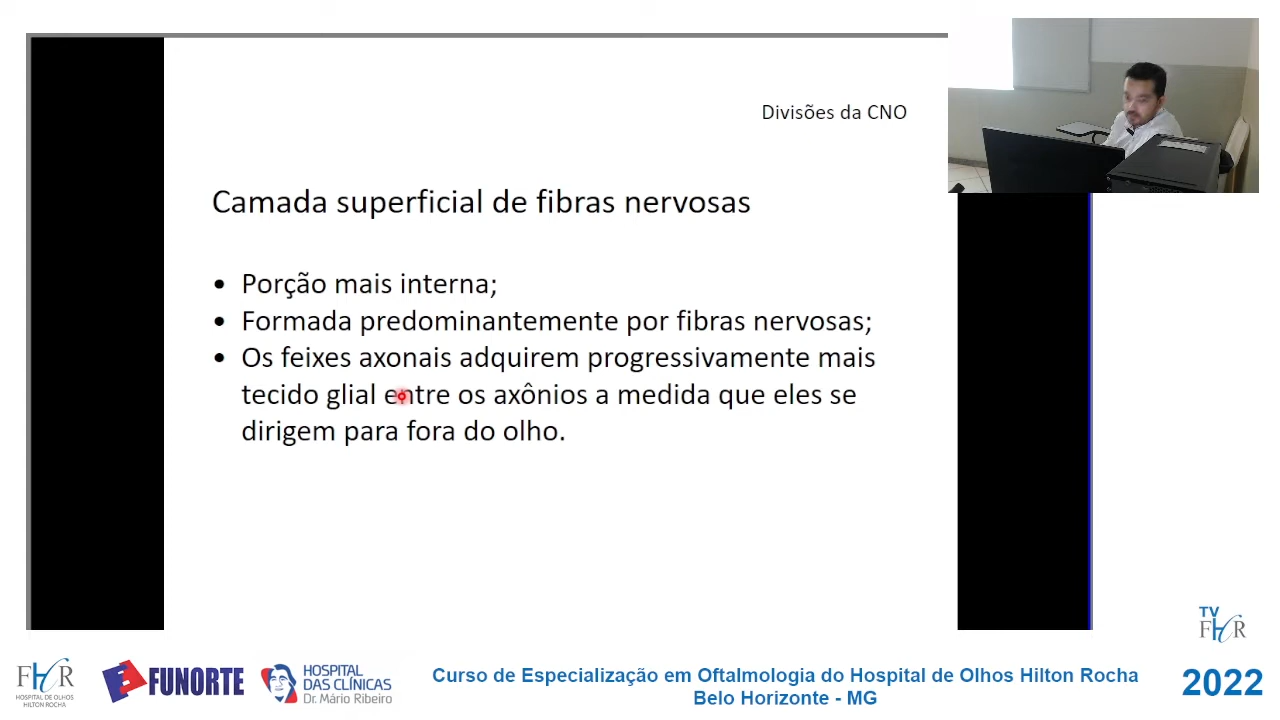 Divisões da CNO
Camada superficial de fibras nervosas
• Porção mais interna;
• Formada predominantemente por fibras nervosas;
• Os feixes axonais adquirem progressivamente mais
tecido glial entre os axônios a medida que eles se
dirigem para fora do olho.
TV
FHR
FHR
HOSPITAL DE OLHOS
HILTON ROCHA
FUNORTE
HOSPITAL
DAS CLÍNICAS
Dr. Mário Ribeiro
Curso de Especialização em Oftalmologia do Hospital de Olhos Hilton Rocha
Belo Horizonte - MG
2022